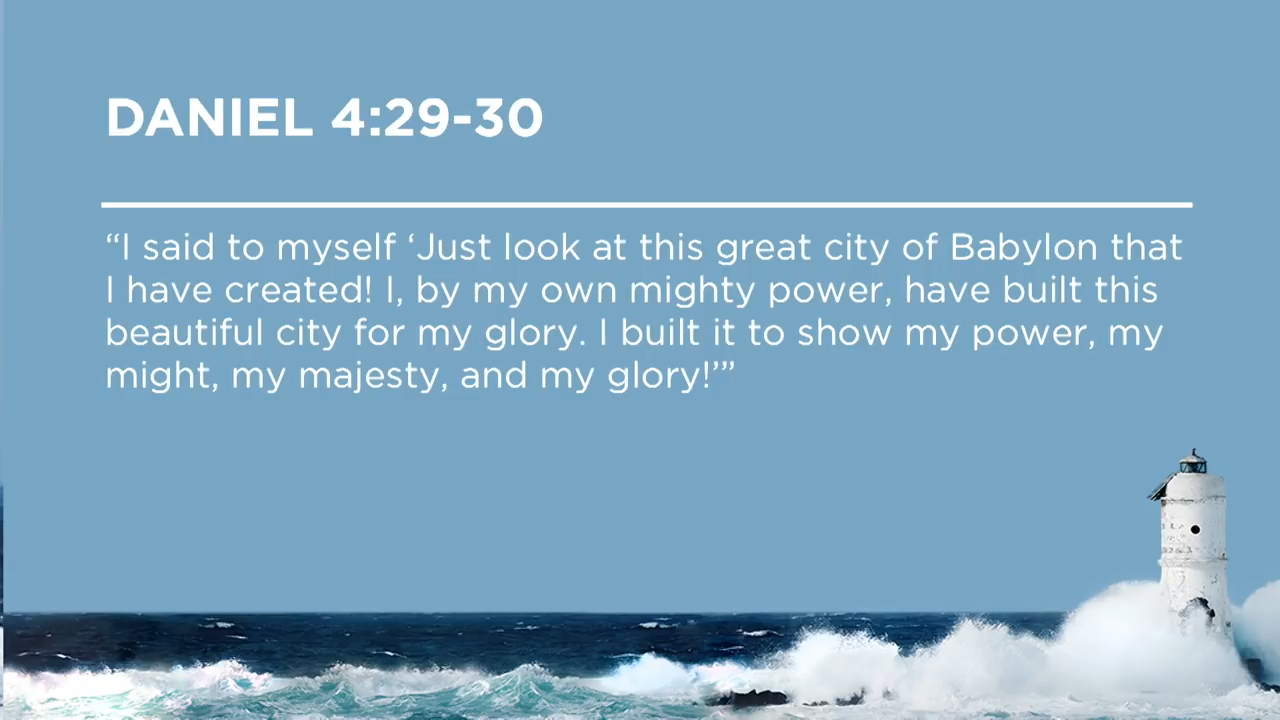 DANIEL 4:29-30
“I said to myself ‘Just look at this great city of Babylon that
I have created! I, by my own mighty power, have built this
beautiful city for my glory. I built it to show my power, my
might, my majesty, and my glory!’”